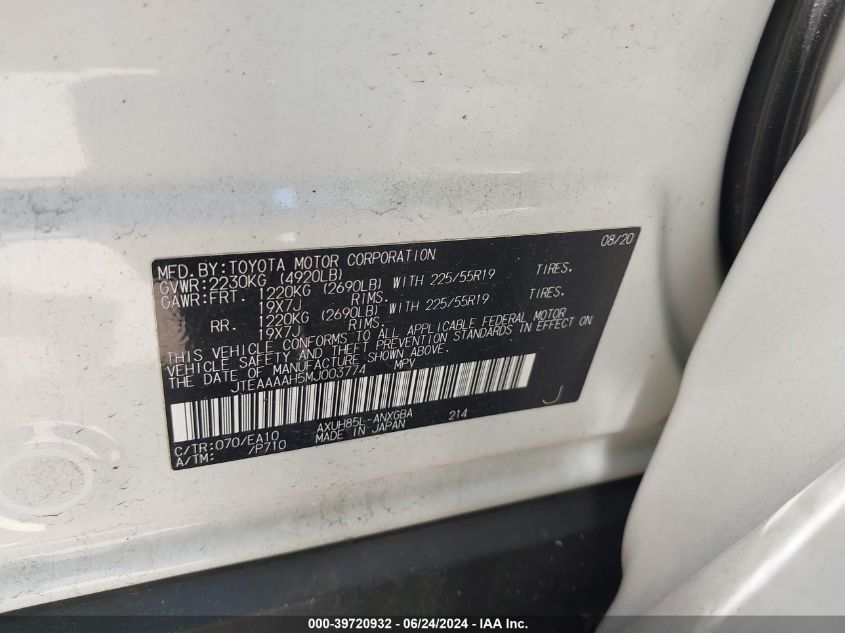 08/20
MFD. BY: TOYOTA MOTOR CORPORATION
GVWR: 2230KG (4920LB)
GAWR: FRT. 1220KG (2690LB) WITH 225/55R19 TIRES.
19X7J RIMS.
RR. 1220KG (2690LB) WITH 225/55R19 TIRES.
19X7J RIMS.
THIS VEHICLE CONFORMS TO ALL APPLICABLE FEDERAL MOTOR
VEHICLE SAFETY AND THEFT PREVENTION STANDARDS IN EFFECT ON
THE DATE OF MANUFACTURE SHOWN ABOVE.
JTEAAAAH5MJ003774 MPV
C/TR: 070/EA10 AXUH85L-ANXGBA 214 J
A/TM: /P710 MADE IN JAPAN
000-39720932 - 06/24/2024 - IAA Inc.